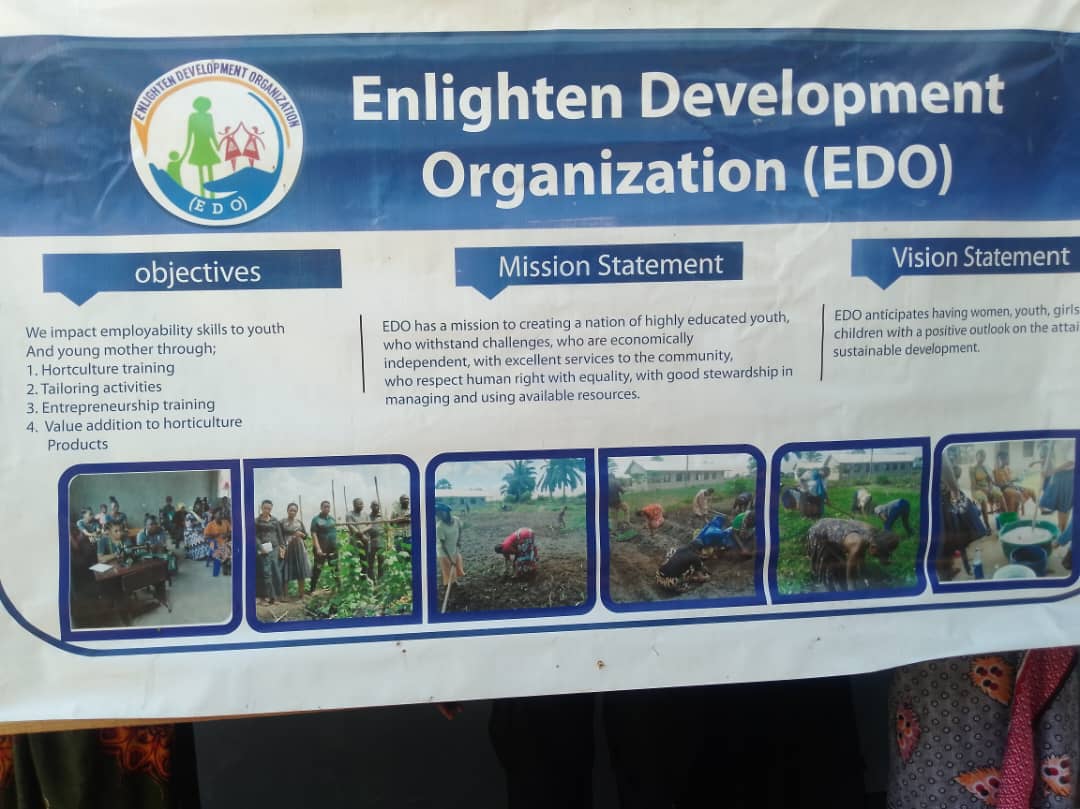 ENLIGHTEN DEVELOPMENT ORGANIZATION
(E D O)
Enlighten Development
Organization (EDO)
objectives
We impact employability skills to youth
And young mother through;
1. Hortculture training
2. Tailoring activities
3. Entrepreneurship training
4. Value addition to horticulture
Products
Mission Statement
EDO has a mission to creating a nation of highly educated youth,
who withstand challenges, who are economically
independent, with excellent services to the community,
who respect human right with equality, with good stewardship in
managing and using available resources.
Vision Statement
EDO anticipates having women, youth, girls
children with a positive outlook on the
sustainable development.